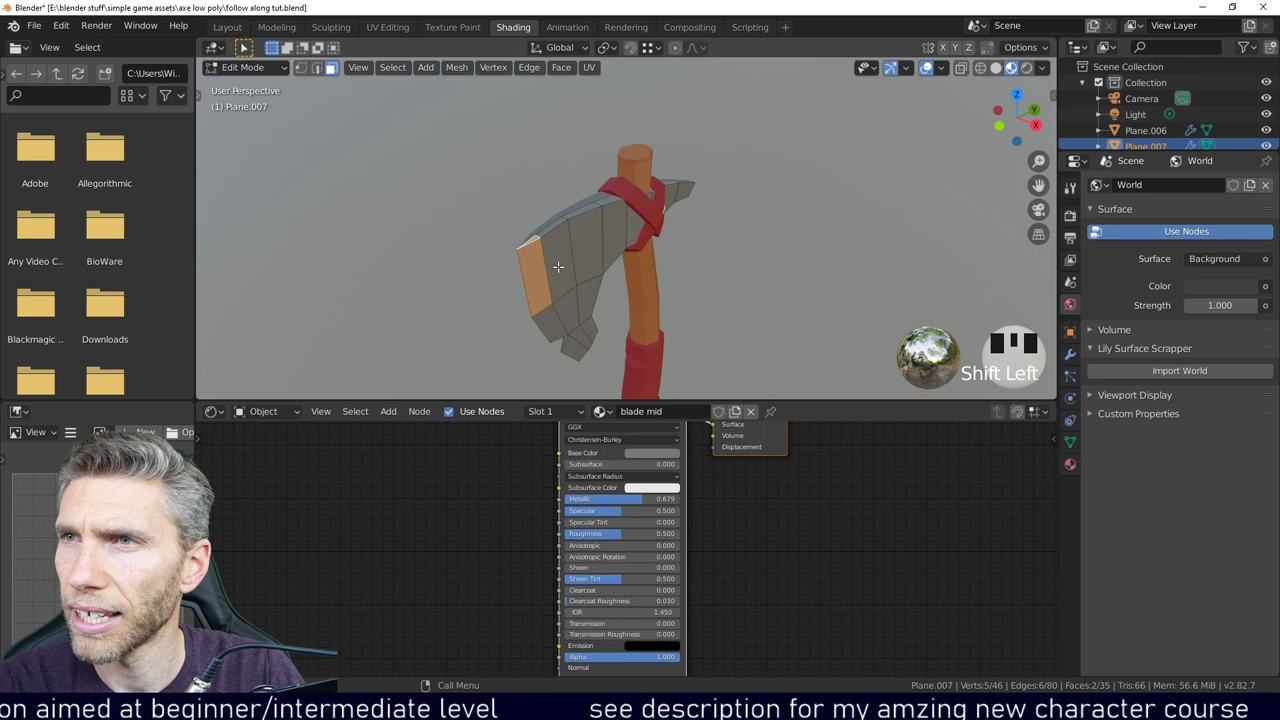 Blender* [E:\blender stuff\simple game assets\axe low poly\follow along tut.blend]
File Edit Render Window Help Layout Modeling Sculpting UV Editing Texture Paint Shading Animation Rendering Compositing Scripting Scene View Layer
View Select Global X Y Z Options
Edit Mode View Select Add Mesh Vertex Edge Face UV
C:\Users\Wi..
User Perspective
(1) Plane.007
Adobe Allegorithmic
Any Video C.. BioWare
Blackmagic .. Downloads
Z Y X
Shift Left
Scene Collection
Collection
Camera
Light
Plane.006
Plane.007
Scene World
World
Surface
Use Nodes
Surface Background
Color
Strength 1.000
Volume
Lily Surface Scrapper
Import World
Viewport Display
Custom Properties
Object View Select Add Node Use Nodes Slot 1 blade mid
View New Op
GGX
Christensen-Burley
Base Color
Subsurface 0.000
Subsurface Radius
Subsurface Color
Metallic 0.679
Specular 0.500
Specular Tint 0.000
Roughness 0.500
Anisotropic 0.000
Anisotropic Rotation 0.000
Sheen 0.000
Sheen Tint 0.500
Clearcoat 0.000
Clearcoat Roughness 0.030
IOR 1.450
Transmission 0.000
Transmission Roughness 0.000
Emission
Alpha 1.000
Normal
Surface
Volume
Displacement
Call Menu
Plane.007 | Verts:5/46 | Edges:6/80 | Faces:2/35 | Tris:66 | Mem: 56.6 MiB | v2.82.7
on aimed at beginner/intermediate level see description for my amzing new character course